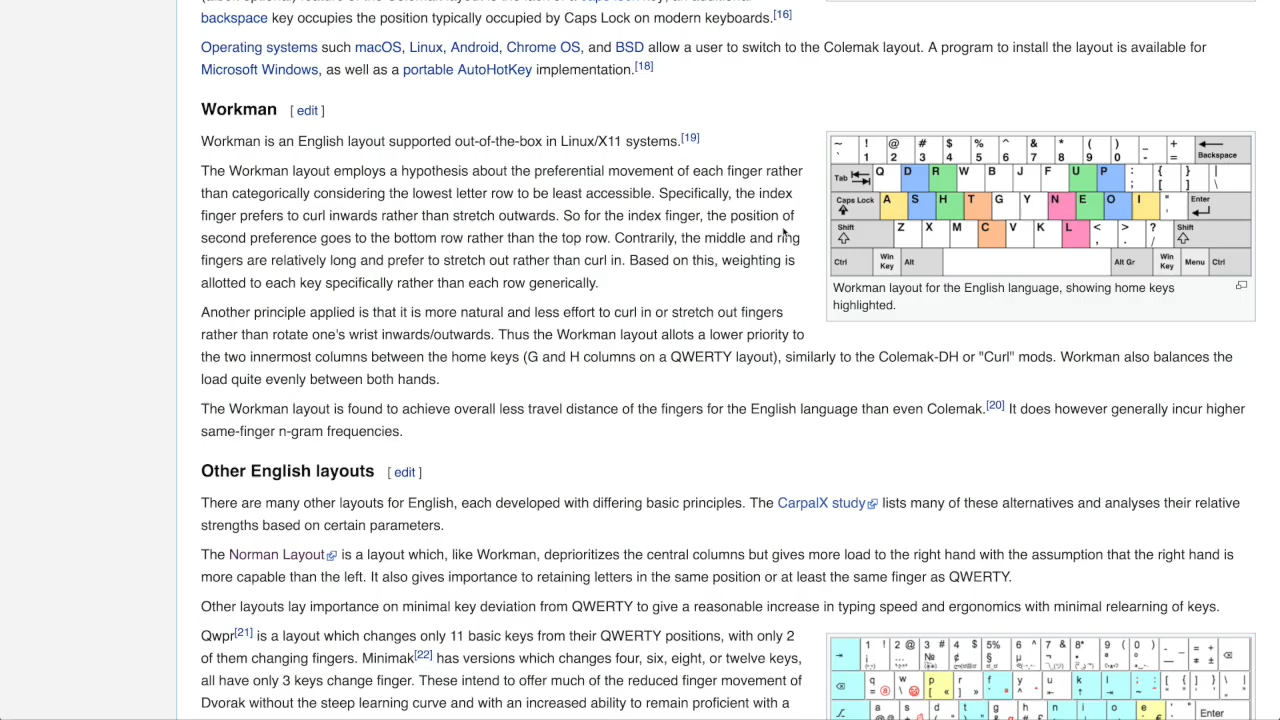 backspace key occupies the position typically occupied by Caps Lock on modern keyboards.[16]
Operating systems such macOS, Linux, Android, Chrome OS, and BSD allow a user to switch to the Colemak layout. A program to install the layout is available for
Microsoft Windows, as well as a portable AutoHotKey implementation.[18]
Workman [ edit ]
Workman is an English layout supported out-of-the-box in Linux/X11 systems.[19]
The Workman layout employs a hypothesis about the preferential movement of each finger rather
than categorically considering the lowest letter row to be least accessible. Specifically, the index
finger prefers to curl inwards rather than stretch outwards. So for the index finger, the position of
second preference goes to the bottom row rather than the top row. Contrarily, the middle and ring
fingers are relatively long and prefer to stretch out rather than curl in. Based on this, weighting is
allotted to each key specifically rather than each row generically.
~ ! @ # $ % ^ & * ( ) _ +
` 1 2 3 4 5 6 7 8 9 0 - = Backspace
Tab Q D R W B J F U P : { } |
; [ ] \
Caps Lock A S H T G Y N E O I " Enter
'
Shift Z X M C V K L < > ? Shift
, . /
Ctrl Win Key Alt Alt Gr Win Key Menu Ctrl
Workman layout for the English language, showing home keys
highlighted.
Another principle applied is that it is more natural and less effort to curl in or stretch out fingers
rather than rotate one's wrist inwards/outwards. Thus the Workman layout allots a lower priority to
the two innermost columns between the home keys (G and H columns on a QWERTY layout), similarly to the Colemak-DH or "Curl" mods. Workman also balances the
load quite evenly between both hands.
The Workman layout is found to achieve overall less travel distance of the fingers for the English language than even Colemak.[20] It does however generally incur higher
same-finger n-gram frequencies.
Other English layouts [ edit ]
There are many other layouts for English, each developed with differing basic principles. The CarpalX study lists many of these alternatives and analyses their relative
strengths based on certain parameters.
The Norman Layout is a layout which, like Workman, deprioritizes the central columns but gives more load to the right hand with the assumption that the right hand is
more capable than the left. It also gives importance to retaining letters in the same position or at least the same finger as QWERTY.
Other layouts lay importance on minimal key deviation from QWERTY to give a reasonable increase in typing speed and ergonomics with minimal relearning of keys.
Qwpr[21] is a layout which changes only 11 basic keys from their QWERTY positions, with only 2
of them changing fingers. Minimak[22] has versions which changes four, six, eight, or twelve keys,
all have only 3 keys change finger. These intend to offer much of the reduced finger movement of
Dvorak without the steep learning curve and with an increased ability to remain proficient with a
1 ! 2 @ 3 # 4 $ 5% 6 ^ 7 & 8* 9 ( 0 ) - _ = +
q w p r f y u k l ; : [ { ] } \ |
a s d t g h n i o e ' " Enter